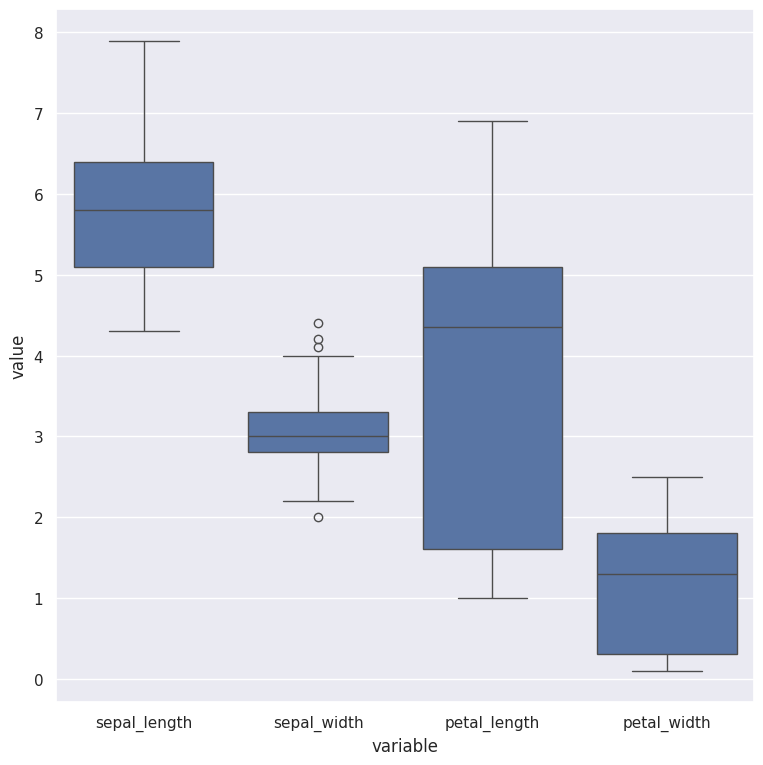 8
7
6
5
4
3
2
1
0
value
sepal_length
sepal_width
petal_length
petal_width
variable